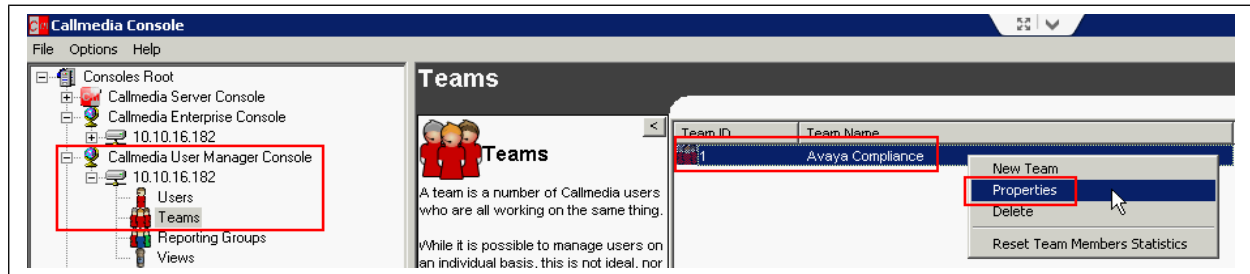 Callmedia Console
File Options Help
Consoles Root
Callmedia Server Console
Callmedia Enterprise Console
10.10.16.182
Callmedia User Manager Console
10.10.16.182
Users
Teams
Reporting Groups
Views
Teams
<
Teams
A team is a number of Callmedia users
who are all working on the same thing.
While it is possible to manage users on
an individual basis, this is not ideal, nor
Team ID Team Name
1 Avaya Compliance
New Team
Properties
Delete
Reset Team Members Statistics